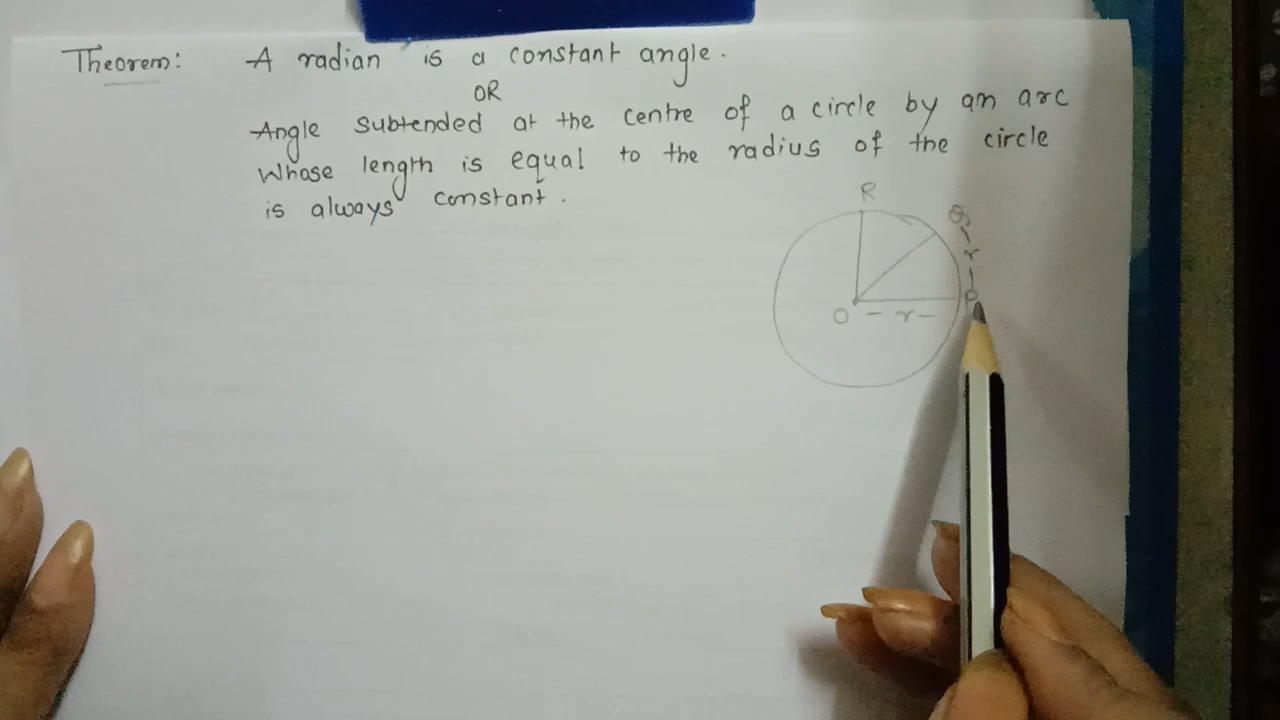 Theorem: A radian is a constant angle.
OR
Angle subtended at the centre of a circle by an arc
Whose length is equal to the radius of the circle
is always constant.
R
Q
r
P
O - r -